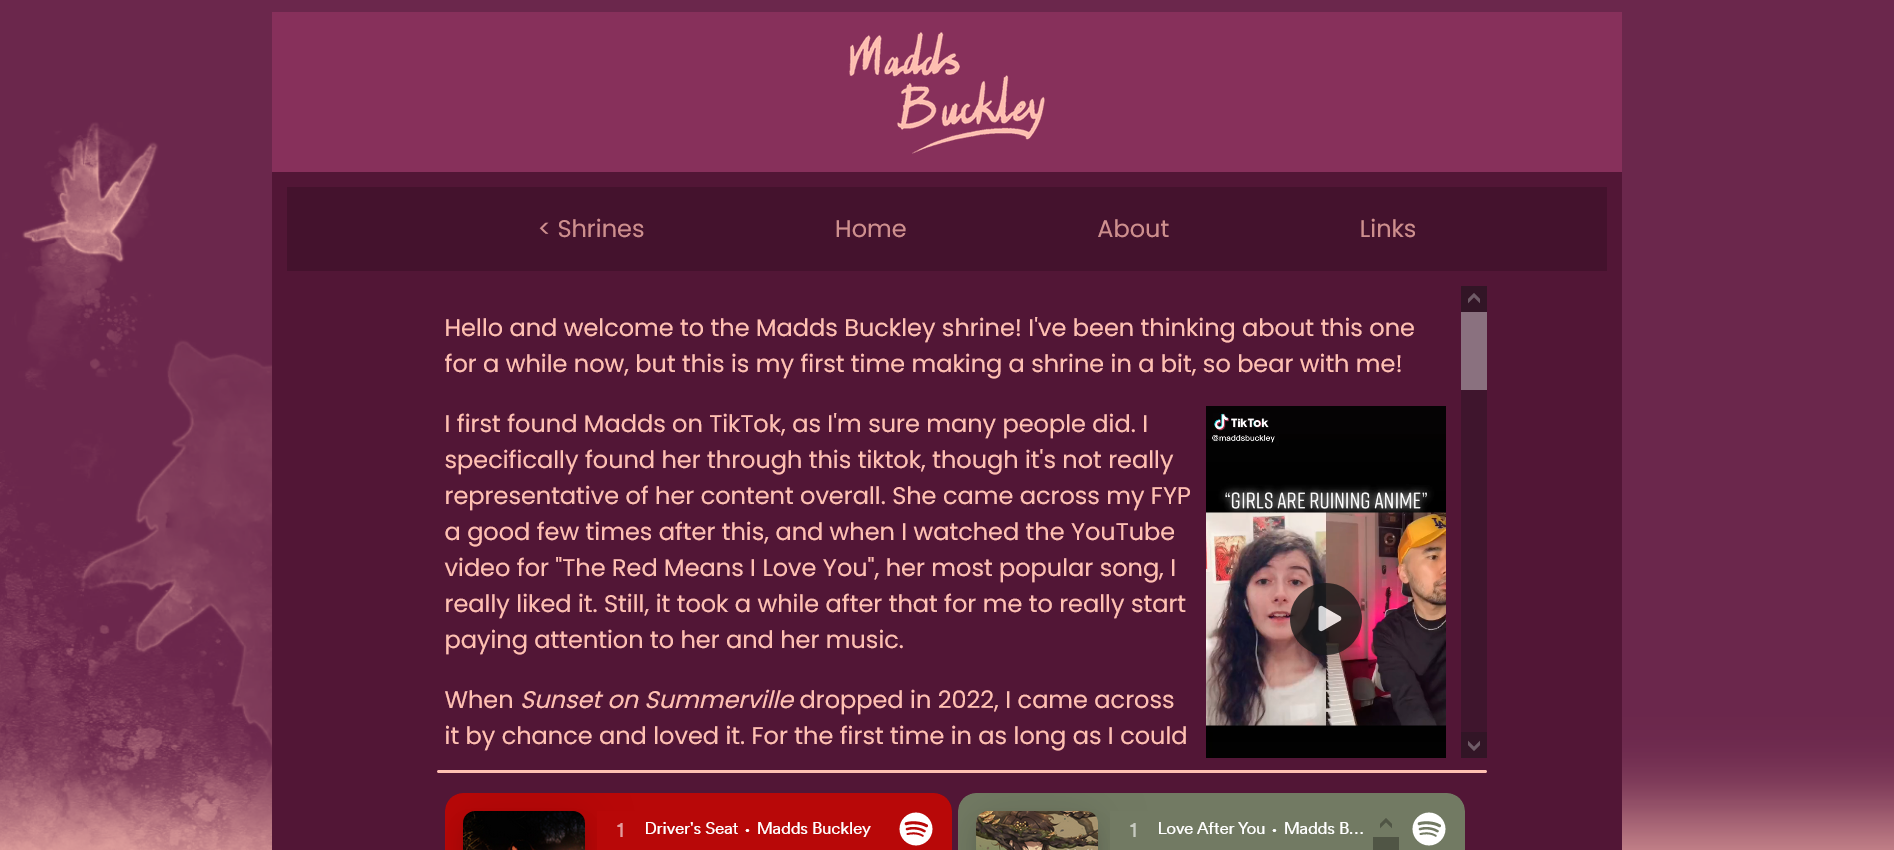 Madds
Buckley
< Shrines
Home
About
Links
Hello and welcome to the Madds Buckley shrine! I've been thinking about this one
for a while now, but this is my first time making a shrine in a bit, so bear with me!
I first found Madds on TikTok, as I'm sure many people did. I
specifically found her through this tiktok, though it's not really
representative of her content overall. She came across my FYP
a good few times after this, and when I watched the YouTube
video for "The Red Means I Love You", her most popular song, I
really liked it. Still, it took a while after that for me to really start
paying attention to her and her music.
When Sunset on Summerville dropped in 2022, I came across
it by chance and loved it. For the first time in as long as I could
TikTok
@maddsbuckley
“GIRLS ARE RUINING ANIME”
1 Driver's Seat • Madds Buckley
1 Love After You • Madds B...